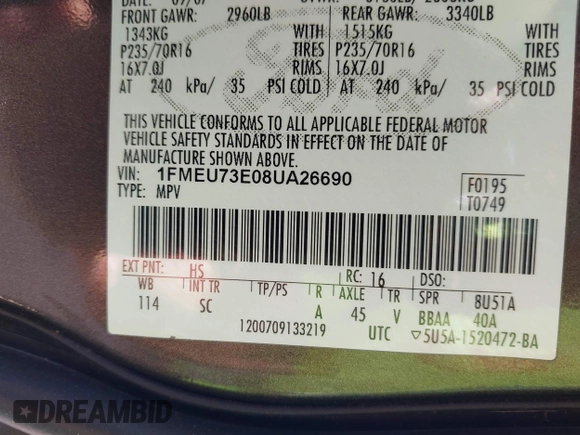 DATE: 09/07
FRONT GAWR: 2960LB REAR GAWR: 3340LB
1343KG WITH 1515KG WITH
P235/70R16 TIRES P235/70R16 TIRES
16X7.0J RIMS 16X7.0J RIMS
AT 240 kPa/ 35 PSI COLD AT 240 kPa/ 35 PSI COLD
Ford
THIS VEHICLE CONFORMS TO ALL APPLICABLE FEDERAL MOTOR
VEHICLE SAFETY STANDARDS IN EFFECT ON THE DATE OF
MANUFACTURE SHOWN ABOVE.
VIN: 1FMEU73E08UA26690
TYPE: MPV
F0195
T0749
EXT PNT: HS RC: 16 DSO:
WB INT TR TP/PS R AXLE TR SPR 8U51A
114 SC A 45 V BBAA 40A
1200709133219 UTC ▽5U5A-1520472-BA
DREAMBID